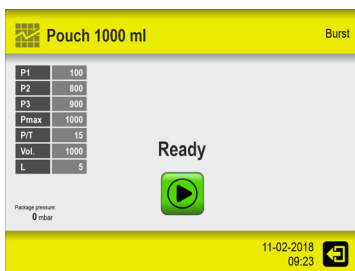 Pouch 1000 ml
Burst
P1 100
P2 800
P3 900
Pmax 1000
P/T 15
Vol. 1000
L 5
Ready
Package pressure:
0 mbar
11-02-2018
09:23